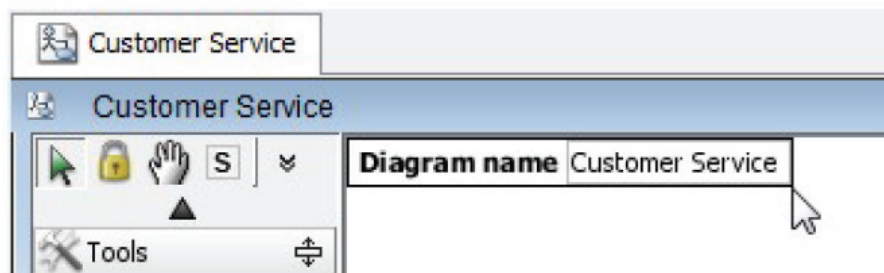 Customer Service
Customer Service
S
Diagram name Customer Service
Tools